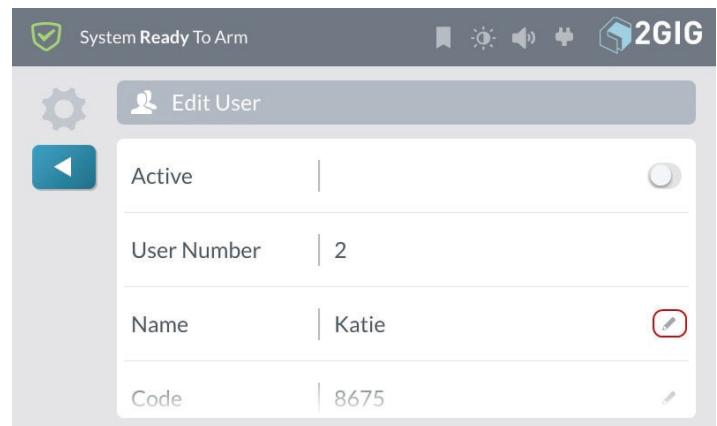 System Ready To Arm
2GIG
Edit User
Active
User Number 2
Name Katie
Code 8675